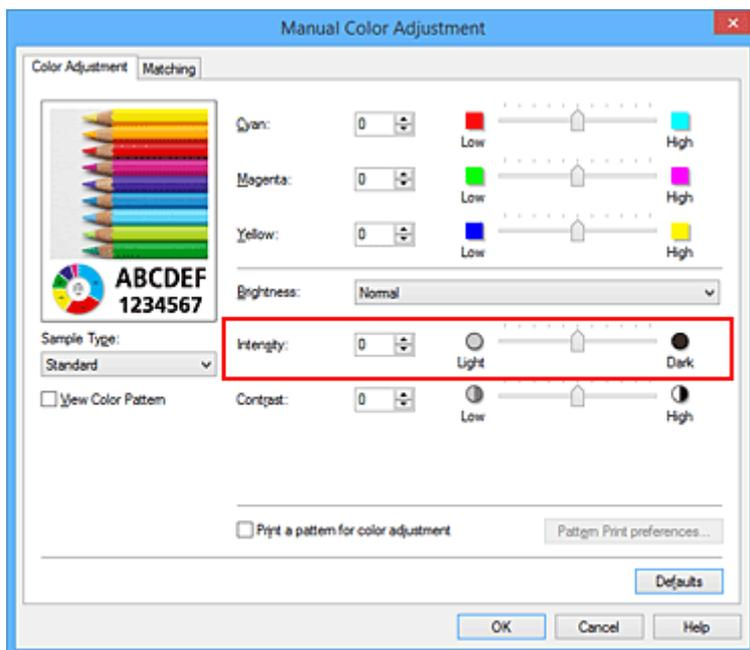 Manual Color Adjustment
Color Adjustment
Matching
Cyan: 0
Low High
Magenta: 0
Low High
Yellow: 0
Low High
ABCDEF
1234567
Brightness: Normal
Sample Type:
Standard
Intensity: 0
Light Dark
View Color Pattern
Contrast: 0
Low High
Print a pattern for color adjustment
Pattern Print preferences...
Defaults
OK Cancel Help